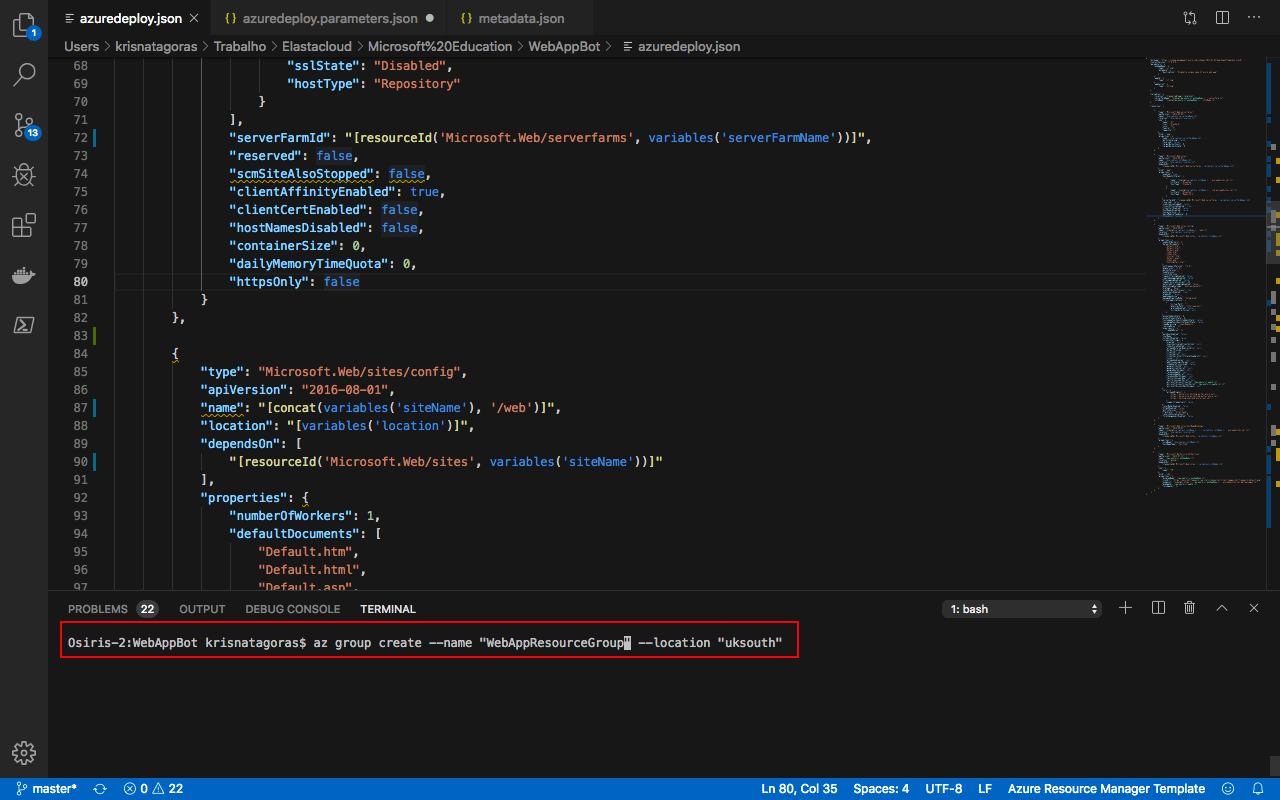 azuredeploy.json
azuredeploy.parameters.json
metadata.json
1
Users > krisnatagoras > Trabalho > Elastacloud > Microsoft%20Education > WebAppBot > azuredeploy.json
13
68 "sslState": "Disabled",
69 "hostType": "Repository"
70 }
71 ],
72 "serverFarmId": "[resourceId('Microsoft.Web/serverfarms', variables('serverFarmName'))]",
73 "reserved": false,
74 "scmSiteAlsoStopped": false,
75 "clientAffinityEnabled": true,
76 "clientCertEnabled": false,
77 "hostNamesDisabled": false,
78 "containerSize": 0,
79 "dailyMemoryTimeQuota": 0,
80 "httpsOnly": false
81 }
82 },
83
84 {
85 "type": "Microsoft.Web/sites/config",
86 "apiVersion": "2016-08-01",
87 "name": "[concat(variables('siteName'), '/web')]",
88 "location": "[variables('location')]",
89 "dependsOn": [
90 "[resourceId('Microsoft.Web/sites', variables('siteName'))]"
91 ],
92 "properties": {
93 "numberOfWorkers": 1,
94 "defaultDocuments": [
95 "Default.htm",
96 "Default.html",
97 "Default.asp",
PROBLEMS 22 OUTPUT DEBUG CONSOLE TERMINAL 1: bash
Osiris-2:WebAppBot krisnatagoras$ az group create --name "WebAppResourceGroup" --location "uksouth"
master* 0 22 Ln 80, Col 35 Spaces: 4 UTF-8 LF Azure Resource Manager Template